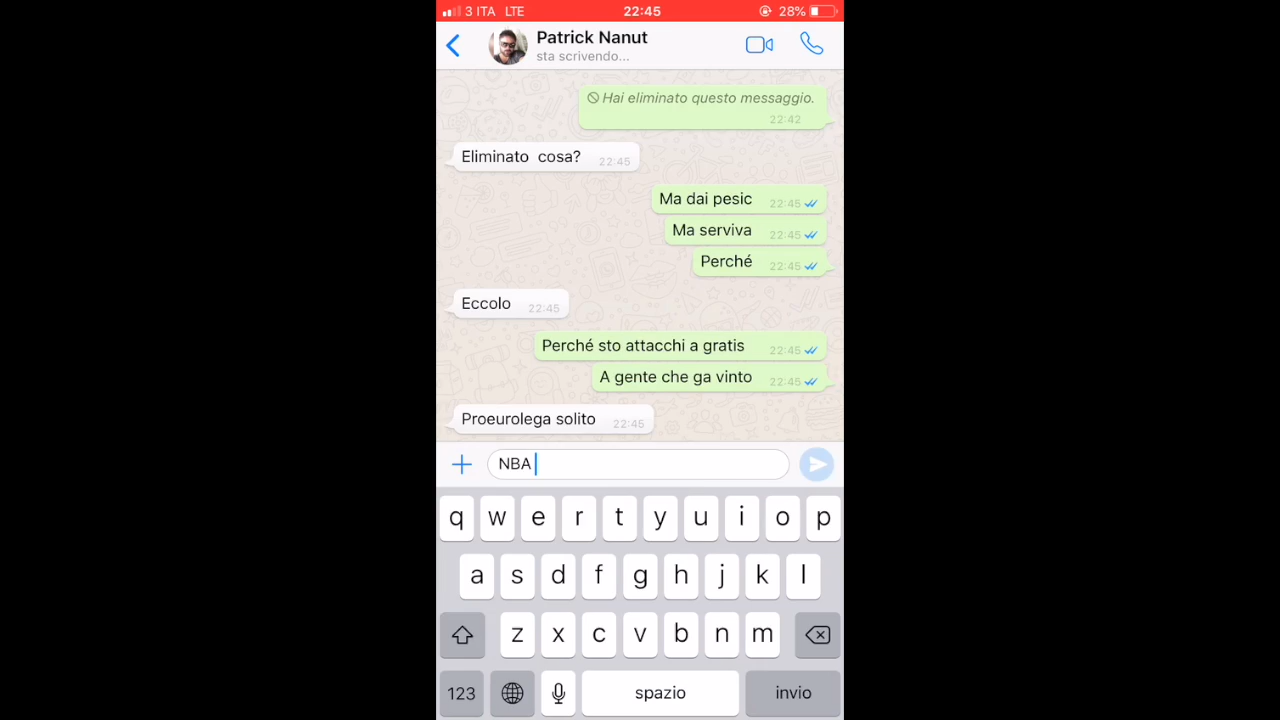 3 ITA LTE 22:45 28%
Patrick Nanut
sta scrivendo...
Hai eliminato questo messaggio.
22:42
Eliminato cosa? 22:45
Ma dai pesic 22:45
Ma serviva 22:45
Perché 22:45
Eccolo 22:45
Perché sto attacchi a gratis 22:45
A gente che ga vinto 22:45
Proeurolega solito 22:45
NBA
q w e r t y u i o p
a s d f g h j k l
z x c v b n m
123 spazio invio